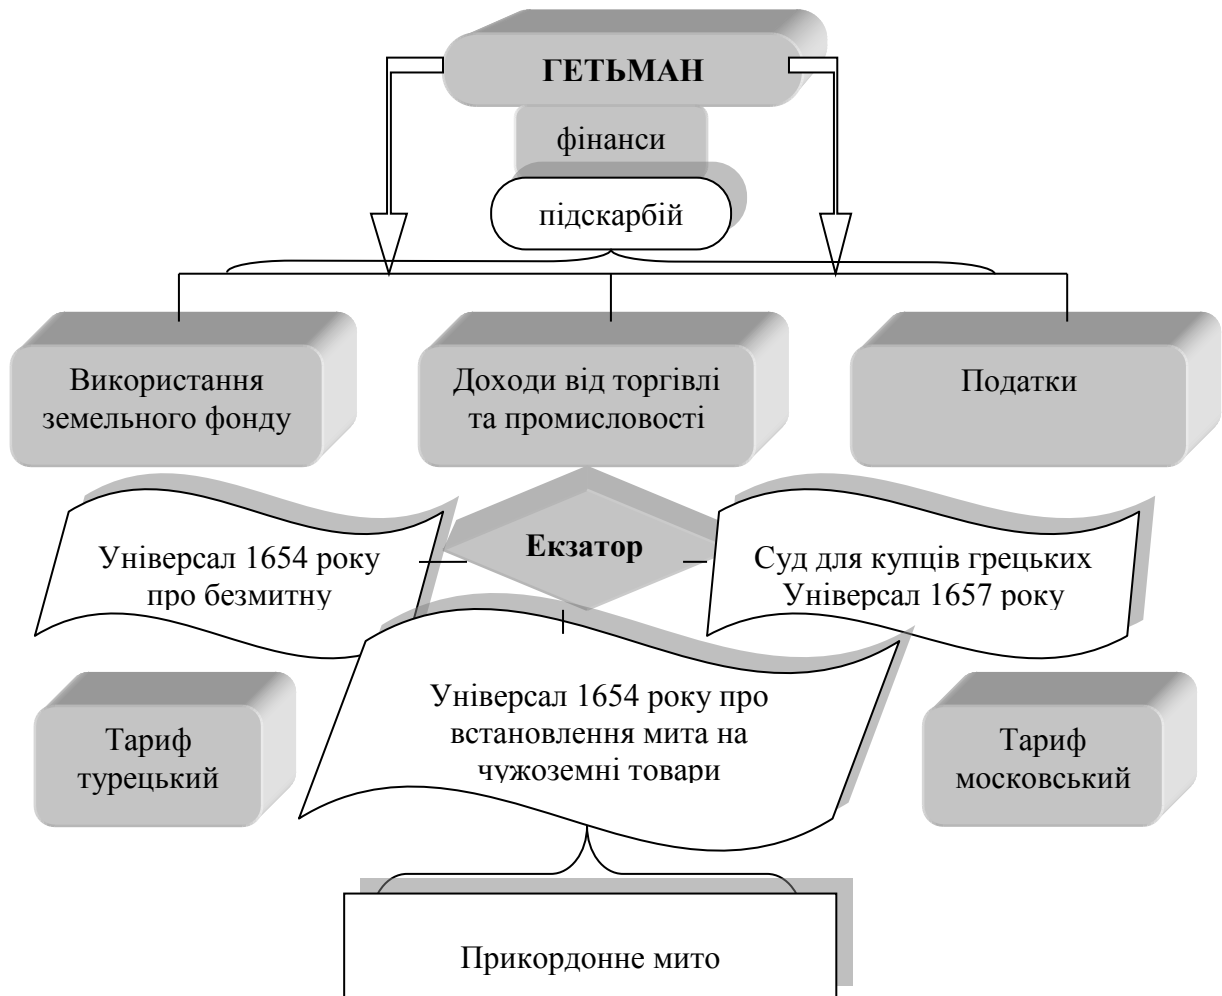 ГЕТЬМАН
фінанси
підскарбій
Використання
земельного фонду
Доходи від торгівлі
та промисловості
Податки
Універсал 1654 року
про безмитну
Екзатор
Суд для купців грецьких
Універсал 1657 року
Універсал 1654 року про
встановлення мита на
чужоземні товари
Тариф
турецький
Тариф
московський
Прикордонне мито